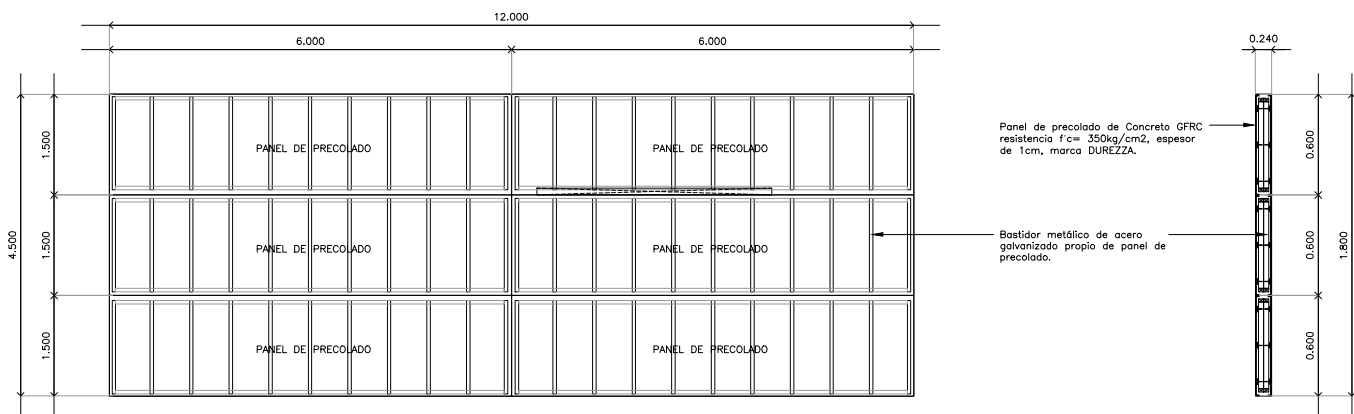 12.000
6.000
6.000
0.240
4.500
1.500
1.500
1.500
PANEL DE PRECOLADO
PANEL DE PRECOLADO
PANEL DE PRECOLADO
PANEL DE PRECOLADO
PANEL DE PRECOLADO
PANEL DE PRECOLADO
Panel de precolado de Concreto GFRC
resistencia f'c= 350kg/cm2, espesor
de 1cm, marca DUREZZA.
Bastidor metálico de acero
galvanizado propio de panel de
precolado.
0.600
0.600
0.600
1.800